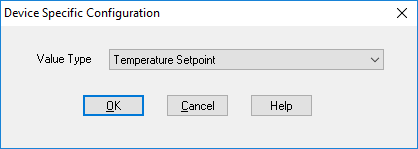 Device Specific Configuration
Value Type Temperature Setpoint
OK Cancel Help